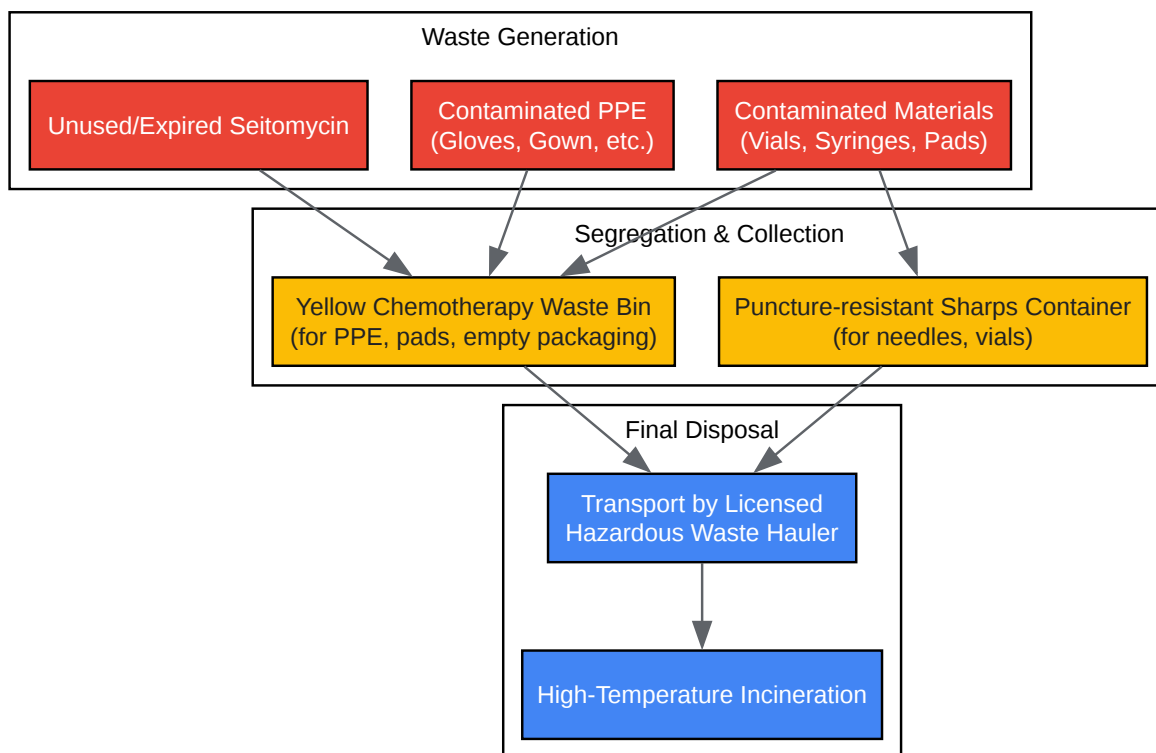 Waste Generation
Unused/Expired Seitomycin
Contaminated PPE
(Gloves, Gown, etc.)
Contaminated Materials
(Vials, Syringes, Pads)
Segregation & Collection
Yellow Chemotherapy Waste Bin
(for PPE, pads, empty packaging)
Puncture-resistant Sharps Container
(for needles, vials)
Final Disposal
Transport by Licensed
Hazardous Waste Hauler
High-Temperature Incineration